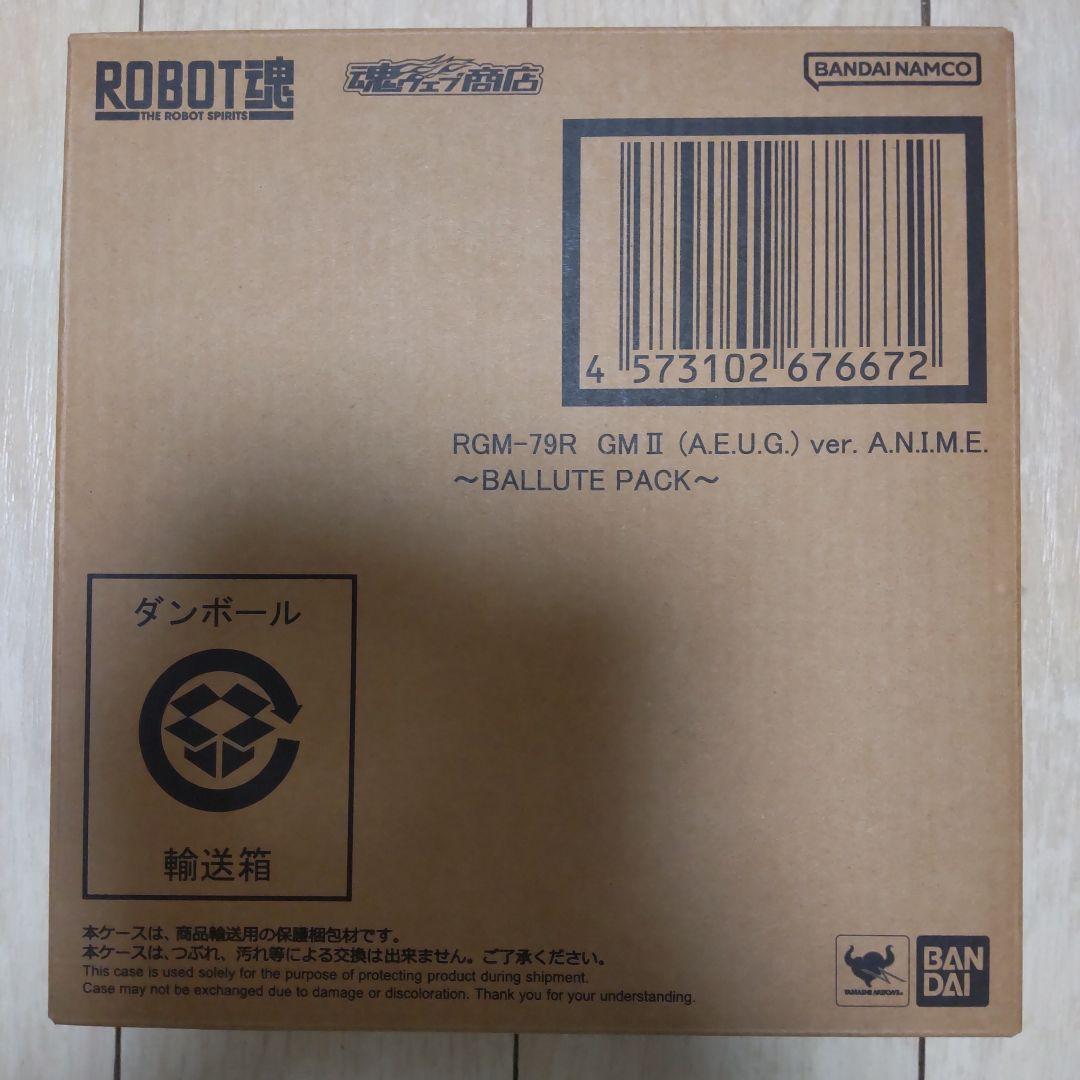 ROBOT魂
THE ROBOT SPIRITS
魂ウェブ商店
BANDAI NAMCO
4 573102 676672
RGM-79R GMⅡ (A.E.U.G.) ver. A.N.I.M.E.
～BALLUTE PACK～
ダンボール
輸送箱
本ケースは、商品輸送用の保護梱包材です。
本ケースは、つぶれ、汚れ等による交換は出来ません。ご了承ください。
This case is used solely for the purpose of protecting product during shipment.
Case may not be exchanged due to damage or discoloration. Thank you for your understanding.
TAMASHII NATIONS
BAN
DAI